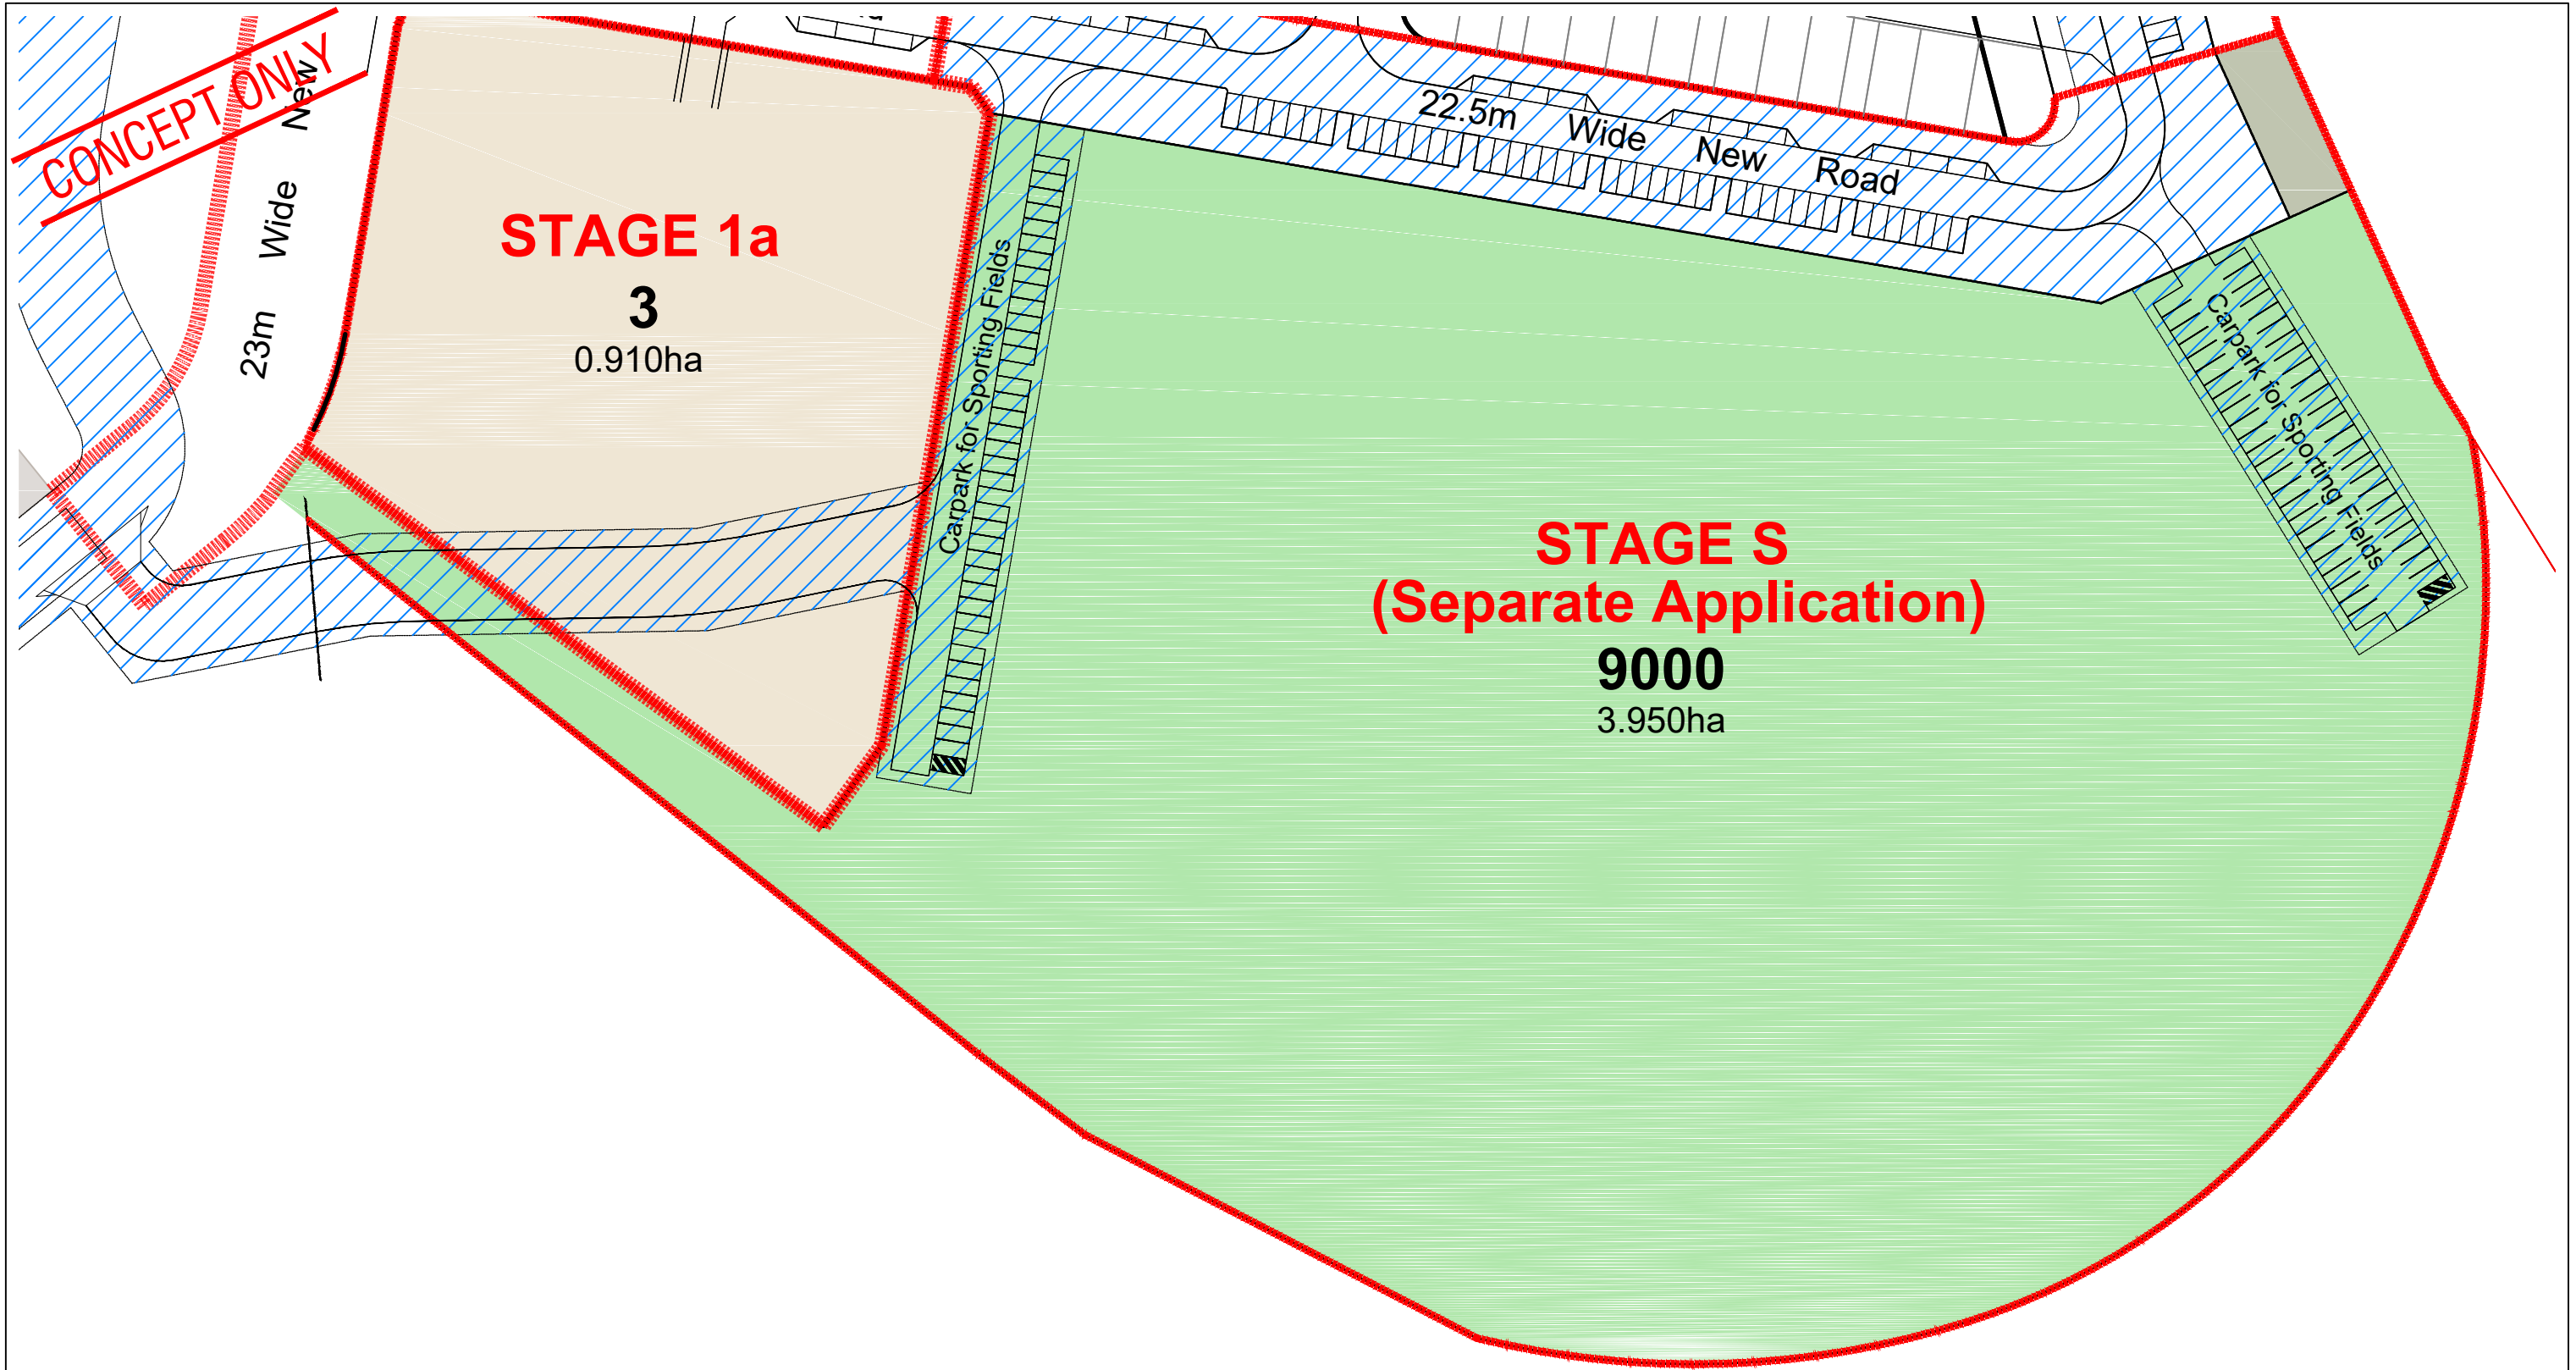 CONCEPT ONLY
23m Wide New
STAGE 1a
3
0.910ha
Carpark for Sporting Fields
22.5m Wide New Road
Carpark for Sporting Fields
STAGE S
(Separate Application)
9000
3.950ha